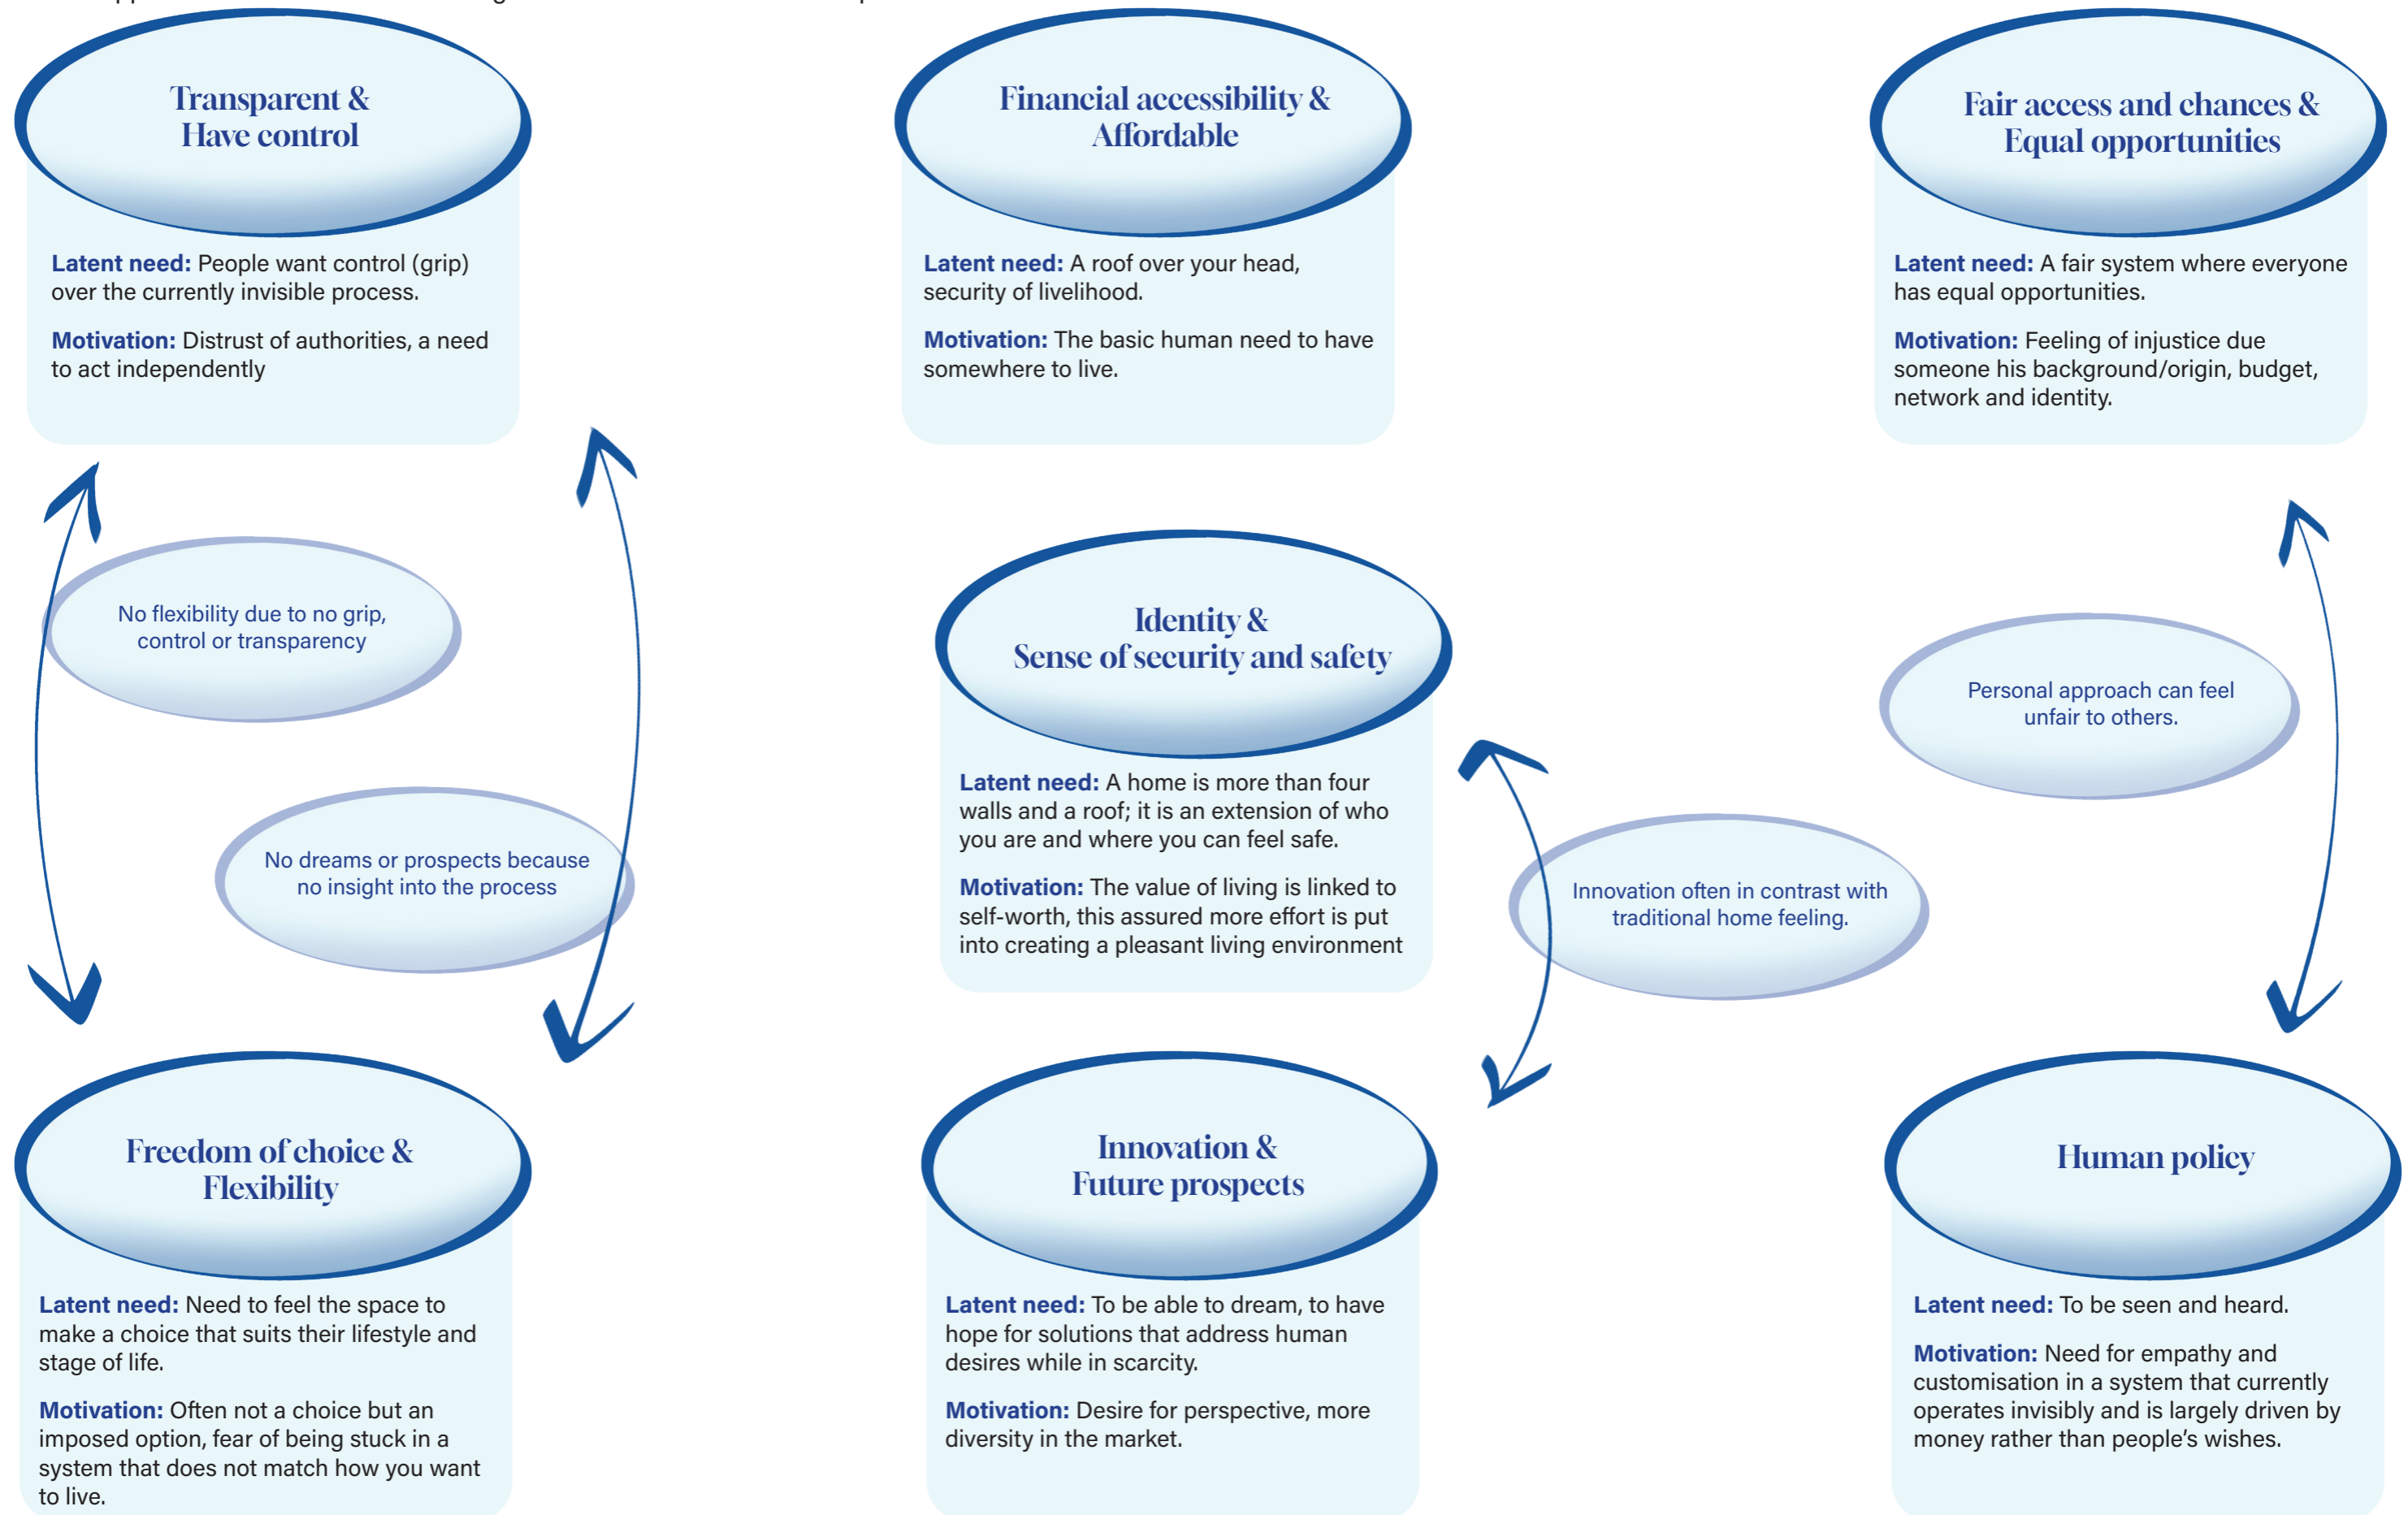 Transparent &
Have control
Latent need: People want control (grip)
over the currently invisible process.
Motivation: Distrust of authorities, a need
to act independently
Financial accessibility &
Affordable
Latent need: A roof over your head,
security of livelihood.
Motivation: The basic human need to have
somewhere to live.
Fair access and chances &
Equal opportunities
Latent need: A fair system where everyone
has equal opportunities.
Motivation: Feeling of injustice due
someone his background/origin, budget,
network and identity.
No flexibility due to no grip,
control or transparency
No dreams or prospects because
no insight into the process
Identity &
Sense of security and safety
Latent need: A home is more than four
walls and a roof; it is an extension of who
you are and where you can feel safe.
Motivation: The value of living is linked to
self-worth, this assured more effort is put
into creating a pleasant living environment
Innovation often in contrast with
traditional home feeling.
Personal approach can feel
unfair to others.
Freedom of choice &
Flexibility
Latent need: Need to feel the space to
make a choice that suits their lifestyle and
stage of life.
Motivation: Often not a choice but an
imposed option, fear of being stuck in a
system that does not match how you want
to live.
Innovation &
Future prospects
Latent need: To be able to dream, to have
hope for solutions that address human
desires while in scarcity.
Motivation: Desire for perspective, more
diversity in the market.
Human policy
Latent need: To be seen and heard.
Motivation: Need for empathy and
customisation in a system that currently
operates invisibly and is largely driven by
money rather than people's wishes.